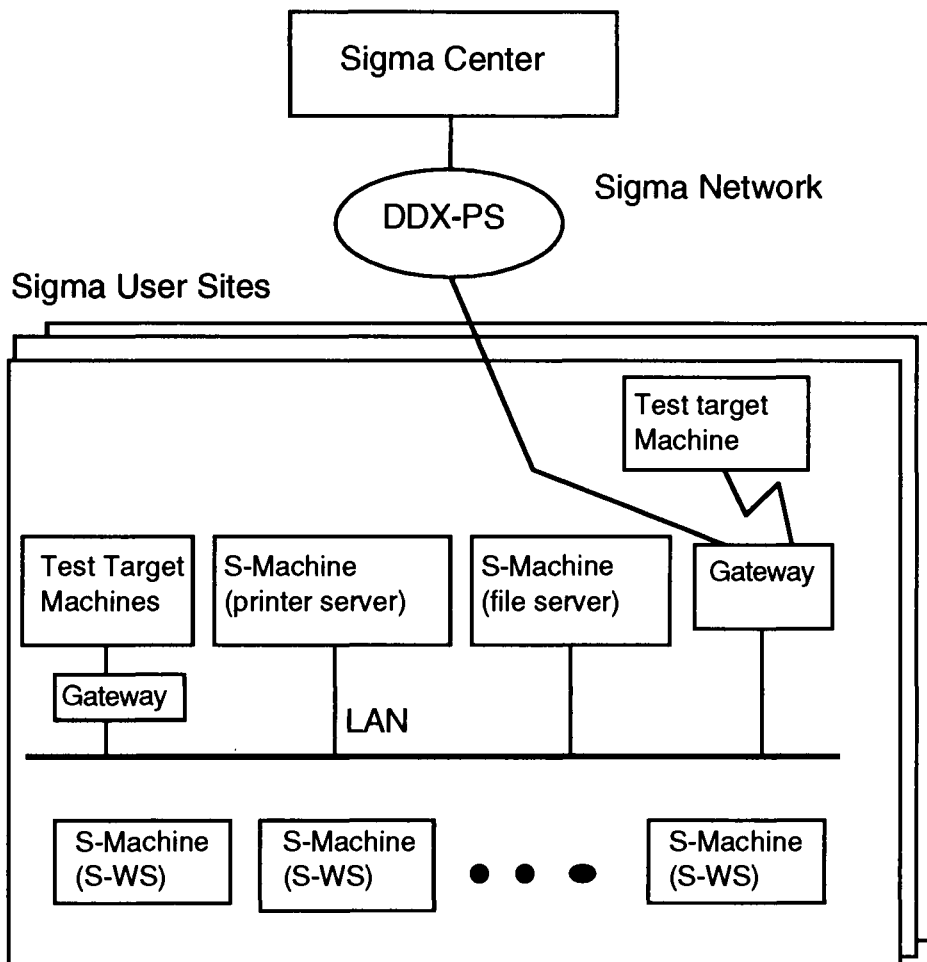 Sigma Center
Sigma Network
DDX-PS
Sigma User Sites
Test target
Machine
Test Target
Machines
S-Machine
(printer server)
S-Machine
(file server)
Gateway
Gateway
LAN
S-Machine
(S-WS)
S-Machine
(S-WS)
S-Machine
(S-WS)